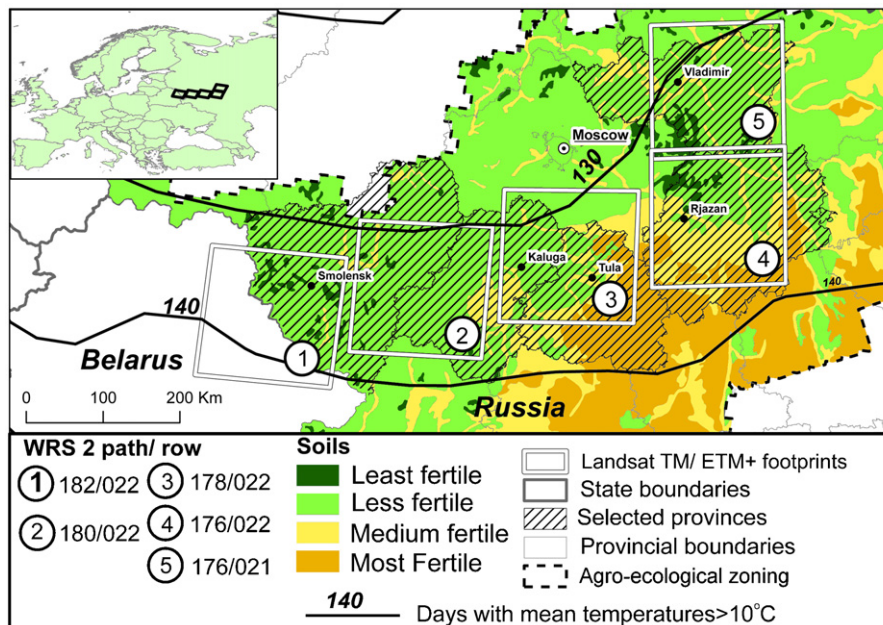 Vladimir
Moscow
130
5
Rjazan
Smolensk
Kaluga
Tula
4
3
140
140
2
1
Belarus
Russia
0 100 200 Km
WRS 2 path/ row
1 182/022
2 180/022
3 178/022
4 176/022
5 176/021
Soils
Least fertile
Less fertile
Medium fertile
Most Fertile
Landsat TM/ ETM+ footprints
State boundaries
Selected provinces
Provincial boundaries
Agro-ecological zoning
140 Days with mean temperatures>10°C